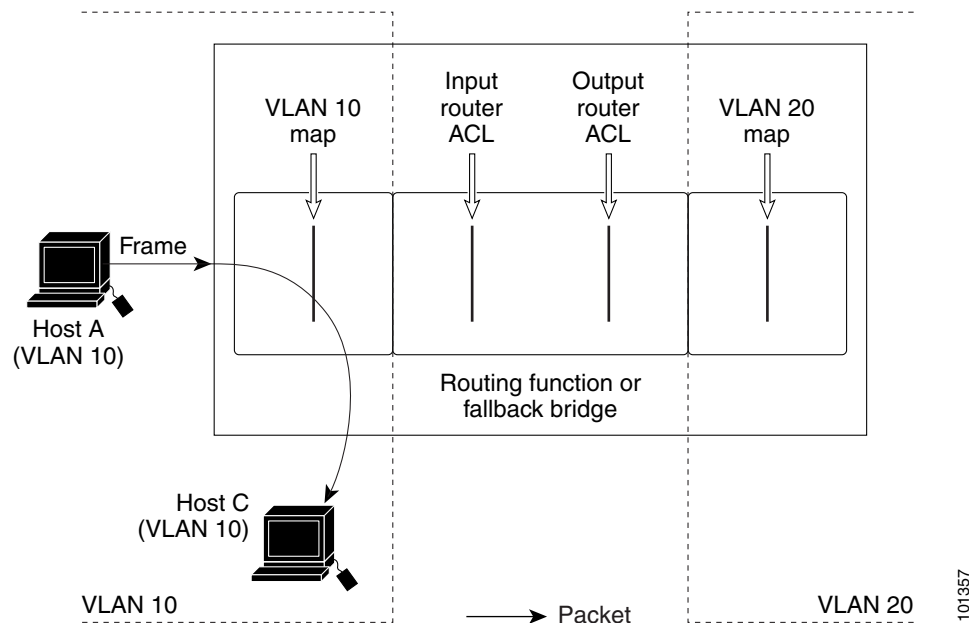 VLAN 10
map
Input
router
ACL
Output
router
ACL
VLAN 20
map
Frame
Host A
(VLAN 10)
Routing function or
fallback bridge
Host C
(VLAN 10)
VLAN 10
Packet
VLAN 20
101357